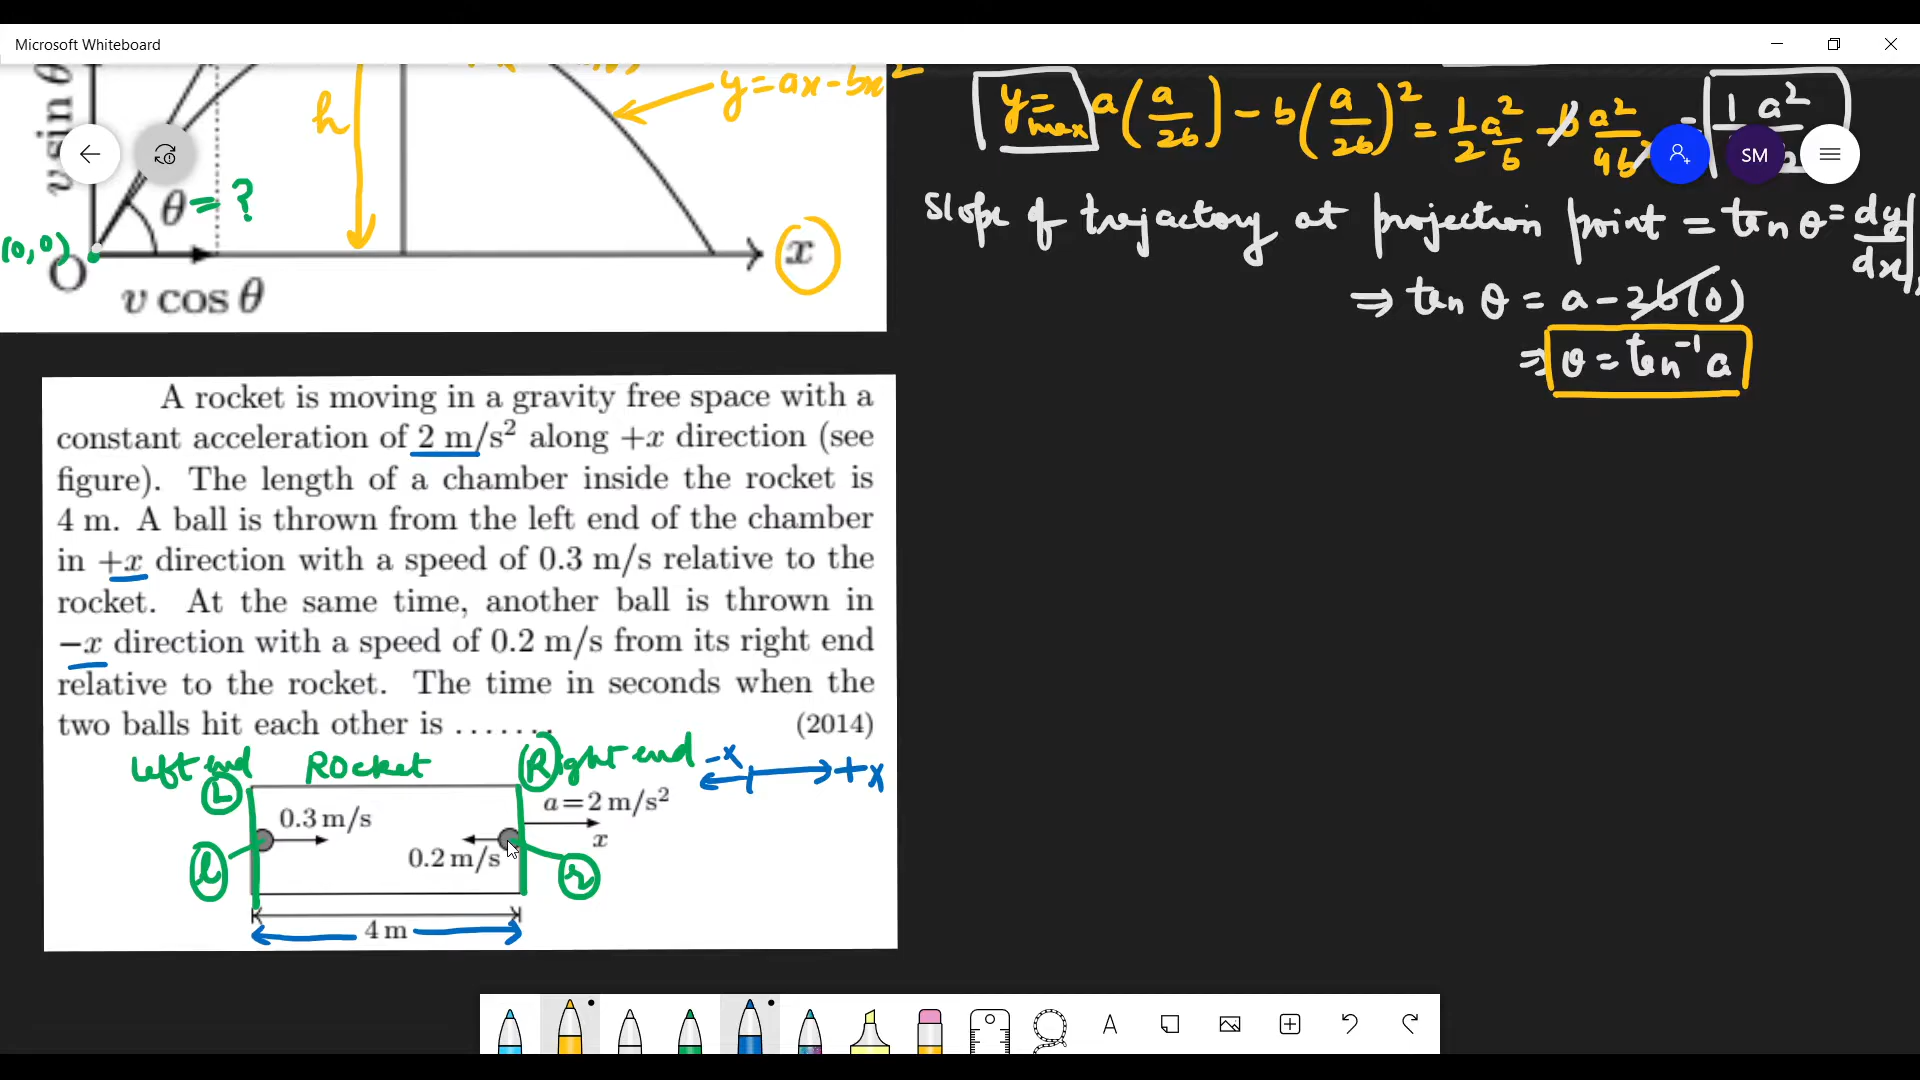 Microsoft Whiteboard
v sin θ
h
y=ax-bx²
θ = ?
(0,0)
O
x
v cos θ
y max = a(a/2b) - b(a/2b)² = 1/2 a²/b - b a²/4b² =
SM
Slope of trajactory at projection point = tan θ = dy/dx
⇒ tan θ = a - 2b(0)
⇒ θ = tan⁻¹ a
A rocket is moving in a gravity free space with a
constant acceleration of 2 m/s² along +x direction (see
figure). The length of a chamber inside the rocket is
4 m. A ball is thrown from the left end of the chamber
in +x direction with a speed of 0.3 m/s relative to the
rocket. At the same time, another ball is thrown in
−x direction with a speed of 0.2 m/s from its right end
relative to the rocket. The time in seconds when the
two balls hit each other is ....... (2014)
left end Rocket Right end -x +x
L
a=2 m/s²
0.3 m/s
x
0.2 m/s
l
r
4 m